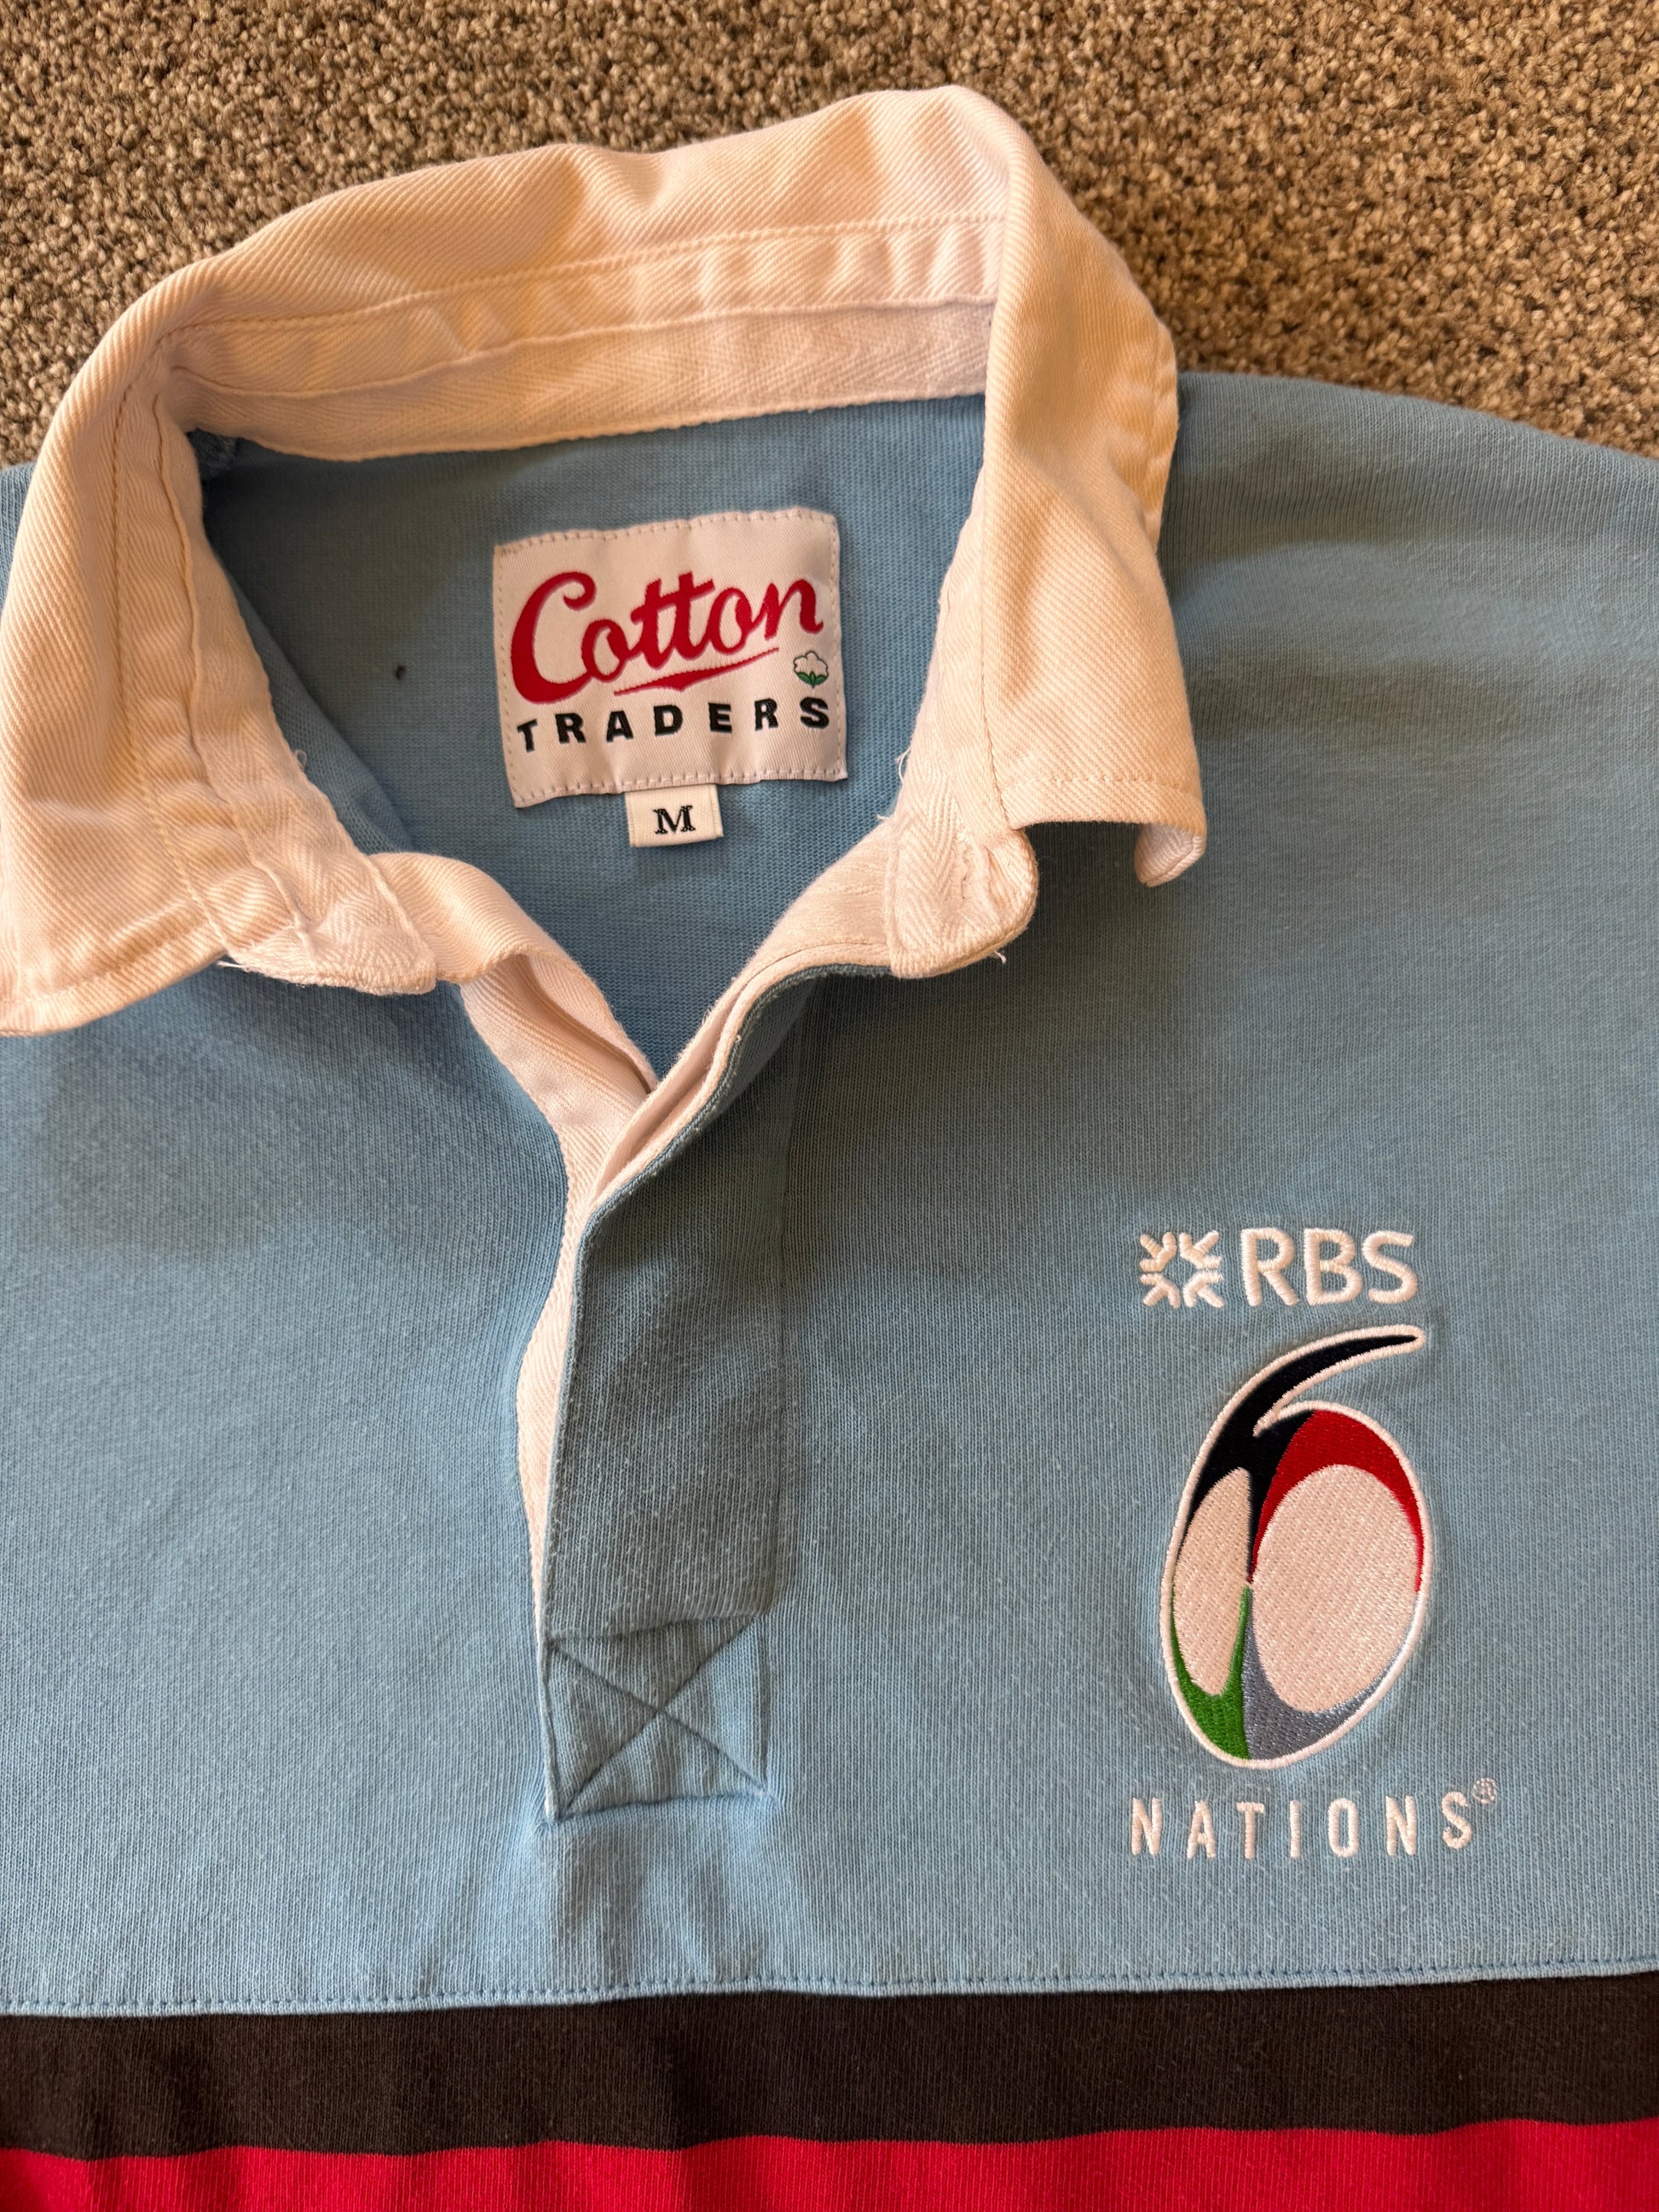 Cotton
TRADERS
M
RBS
6
NATIONS®